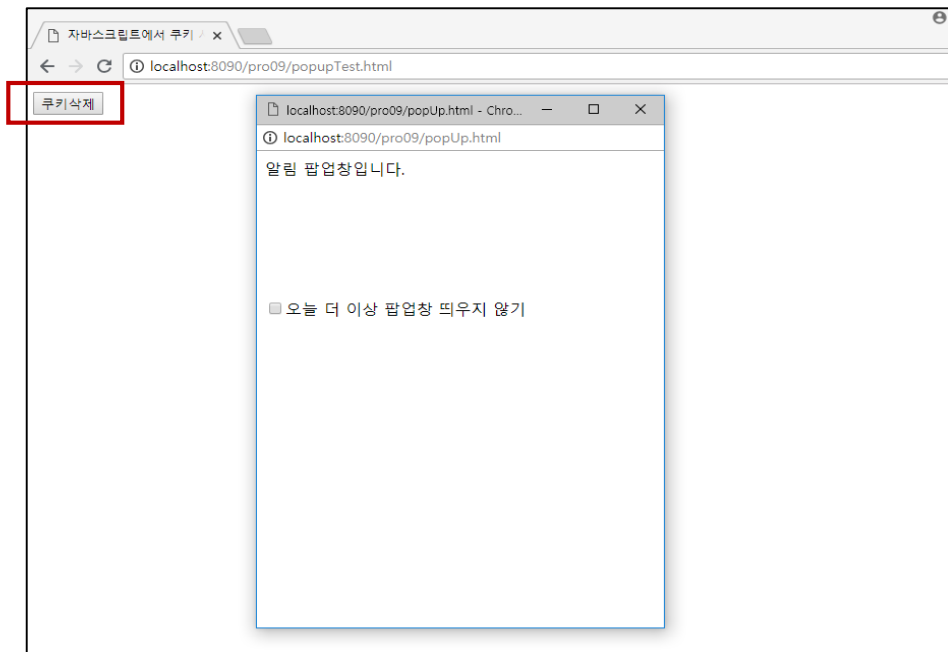 자바스크립트에서 쿠키
localhost:8090/pro09/popupTest.html
쿠키삭제
localhost:8090/pro09/popUp.html - Chro...
localhost:8090/pro09/popUp.html
알림 팝업창입니다.
오늘 더 이상 팝업창 띄우지 않기